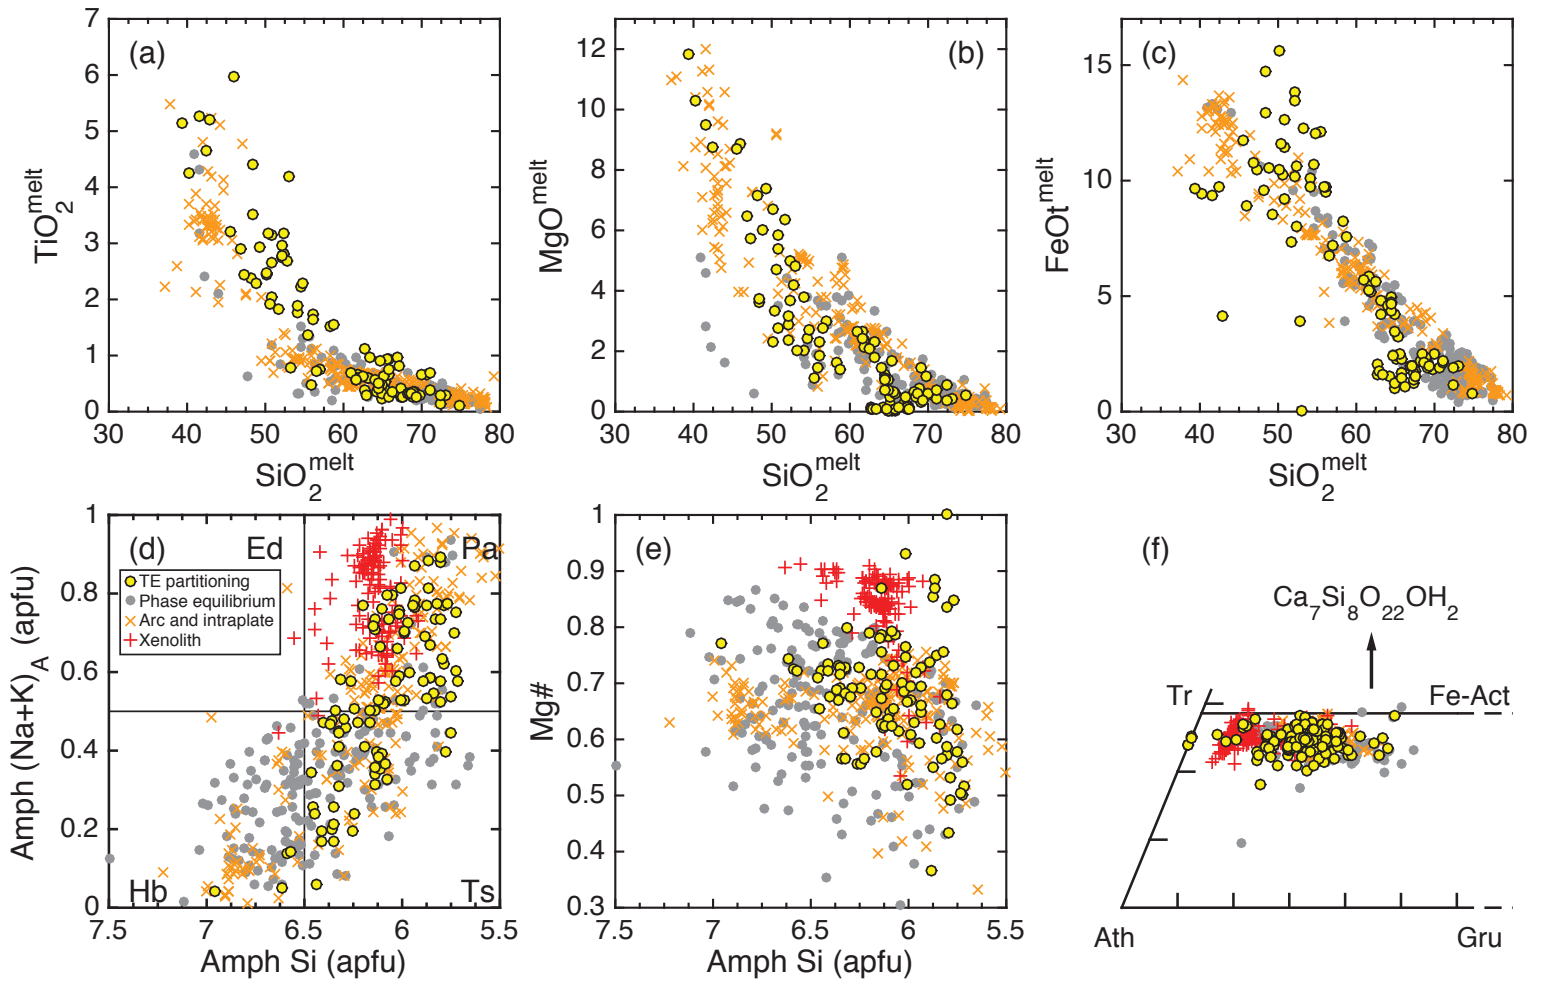 (a)
TiO2melt
7
6
5
4
3
2
1
0
30 40 50 60 70 80
SiO2melt
(b)
MgOmelt
12
10
8
6
4
2
0
30 40 50 60 70 80
SiO2melt
(c)
FeOtmelt
15
10
5
0
30 40 50 60 70 80
SiO2melt
(d)
Ed
Pa
TE partitioning
Phase equilibrium
Arc and intraplate
Xenolith
Hb
Ts
Amph (Na+K)A (apfu)
1
0.8
0.6
0.4
0.2
0
7.5 7 6.5 6 5.5
Amph Si (apfu)
(e)
Mg#
1
0.9
0.8
0.7
0.6
0.5
0.4
0.3
7.5 7 6.5 6 5.5
Amph Si (apfu)
(f)
Ca7Si8O22OH2
Tr
Fe-Act
Ath
Gru